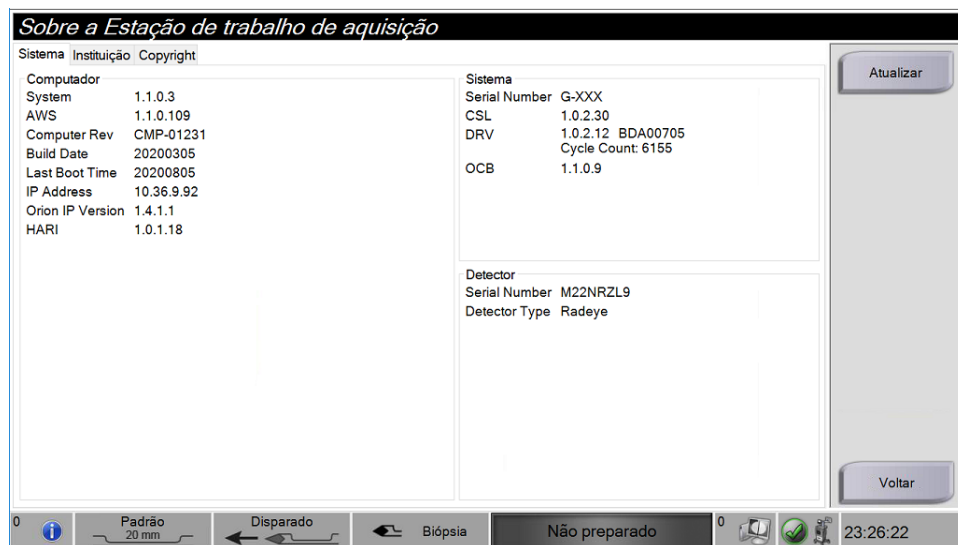 Sobre a Estação de trabalho de aquisição
Sistema Instituição Copyright
Computador
System 1.1.0.3
AWS 1.1.0.109
Computer Rev CMP-01231
Build Date 20200305
Last Boot Time 20200805
IP Address 10.36.9.92
Orion IP Version 1.4.1.1
HARI 1.0.1.18
Sistema
Serial Number G-XXX
CSL 1.0.2.30
DRV 1.0.2.12 BDA00705
Cycle Count: 6155
OCB 1.1.0.9
Detector
Serial Number M22NRZL9
Detector Type Radeye
Atualizar
Voltar
0
Padrão
20 mm
Disparado
Biópsia
Não preparado
0
23:26:22